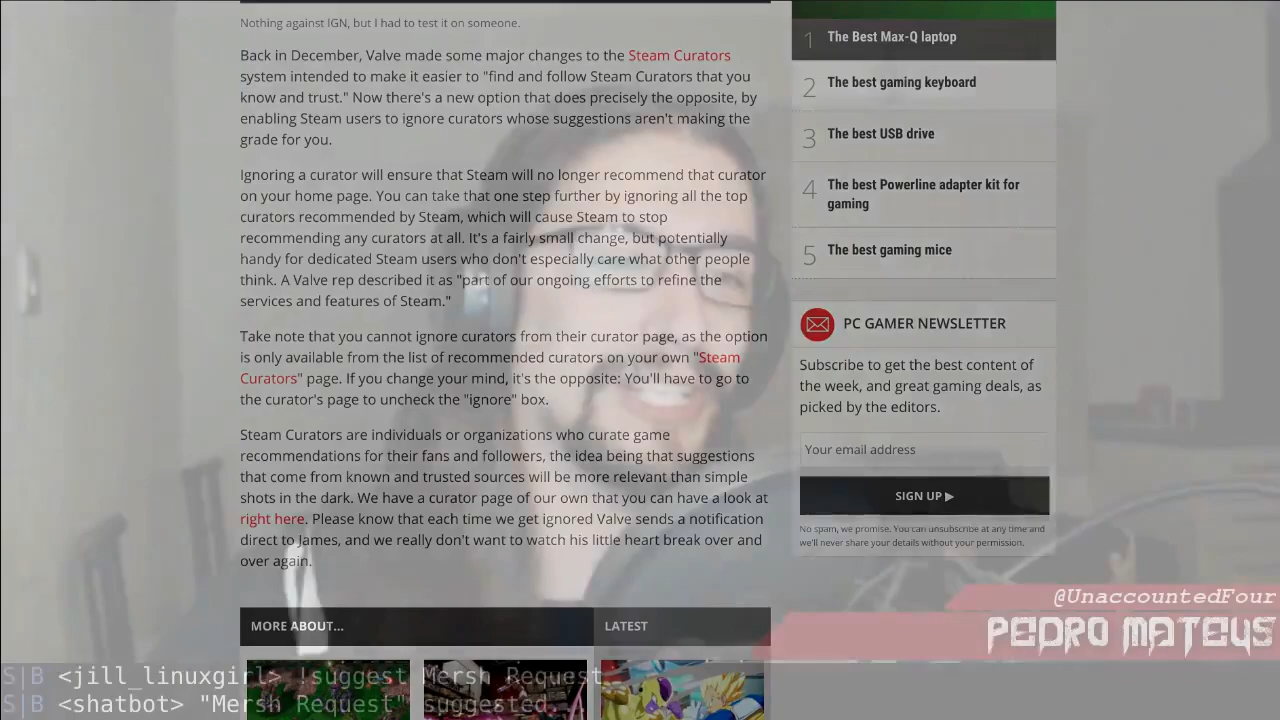 Nothing against IGN, but I had to test it on someone.
Back in December, Valve made some major changes to the Steam Curators
system intended to make it easier to "find and follow Steam Curators that you
know and trust." Now there's a new option that does precisely the opposite, by
enabling Steam users to ignore curators whose suggestions aren't making the
grade for you.
Ignoring a curator will ensure that Steam will no longer recommend that curator
on your home page. You can take that one step further by ignoring all the top
curators recommended by Steam, which will cause Steam to stop
recommending any curators at all. It's a fairly small change, but potentially
handy for dedicated Steam users who don't especially care what other people
think. A Valve rep described it as "part of our ongoing efforts to refine the
services and features of Steam."
Take note that you cannot ignore curators from their curator page, as the option
is only available from the list of recommended curators on your own "Steam
Curators" page. If you change your mind, it's the opposite: You'll have to go to
the curator's page to uncheck the "ignore" box.
Steam Curators are individuals or organizations who curate game
recommendations for their fans and followers, the idea being that suggestions
that come from known and trusted sources will be more relevant than simple
shots in the dark. We have a curator page of our own that you can have a look at
right here. Please know that each time we get ignored Valve sends a notification
direct to James, and we really don't want to watch his little heart break over and
over again.
MORE ABOUT...
LATEST
1 The Best Max-Q laptop
2 The best gaming keyboard
3 The best USB drive
4 The best Powerline adapter kit for
gaming
5 The best gaming mice
PC GAMER NEWSLETTER
Subscribe to get the best content of
the week, and great gaming deals, as
picked by the editors.
Your email address
SIGN UP ▶
No spam, we promise. You can unsubscribe at any time and
we'll never share your details without your permission.
@UnaccountedFour
PEDRO MATEUS
S|B <jill_linuxgirl> !suggest Mersh Request
S|B <shatbot> "Mersh Request" suggested.